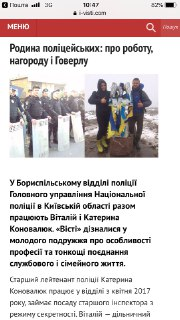 Пошта 3G 10:47 82%
i-visti.com
МЕНЮ
Пошук
Родина поліцейських: про роботу,
нагороду і Говерлу
У Бориспільському відділі поліції
Головного управління Національної
поліції в Київській області разом
працюють Віталій і Катерина
Коновалюк. «Вісті» дізналися у
молодого подружжя про особливості
професії та тонкощі поєднання
службового і сімейного життя.
Старший лейтенант поліції Катерина
Коновалюк працює у відділі з квітня 2017
року, займає посаду старшого інспектора з
режиму секретності. Віталій — дільничний